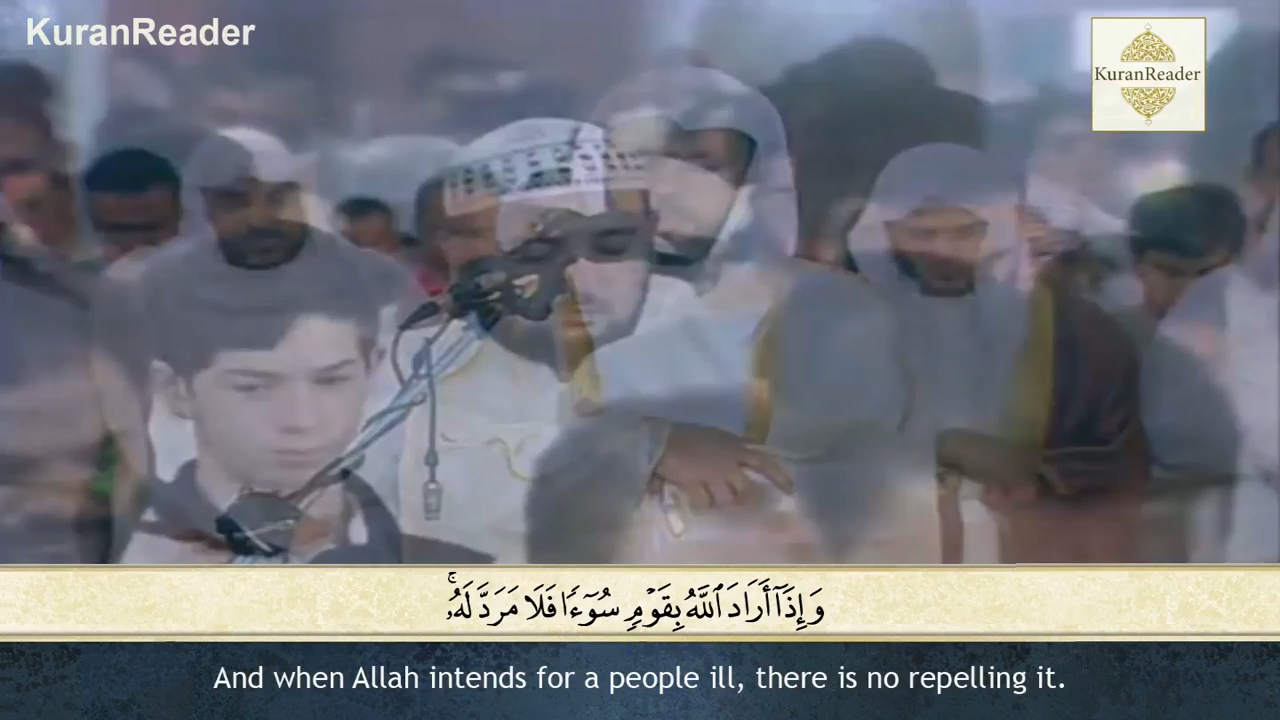 KuranReader
KuranReader
وَإِذَآ أَرَادَ ٱللَّهُ بِقَوْمٍ سُوٓءًا فَلَا مَرَدَّ لَهُۥ ۚ
And when Allah intends for a people ill, there is no repelling it.